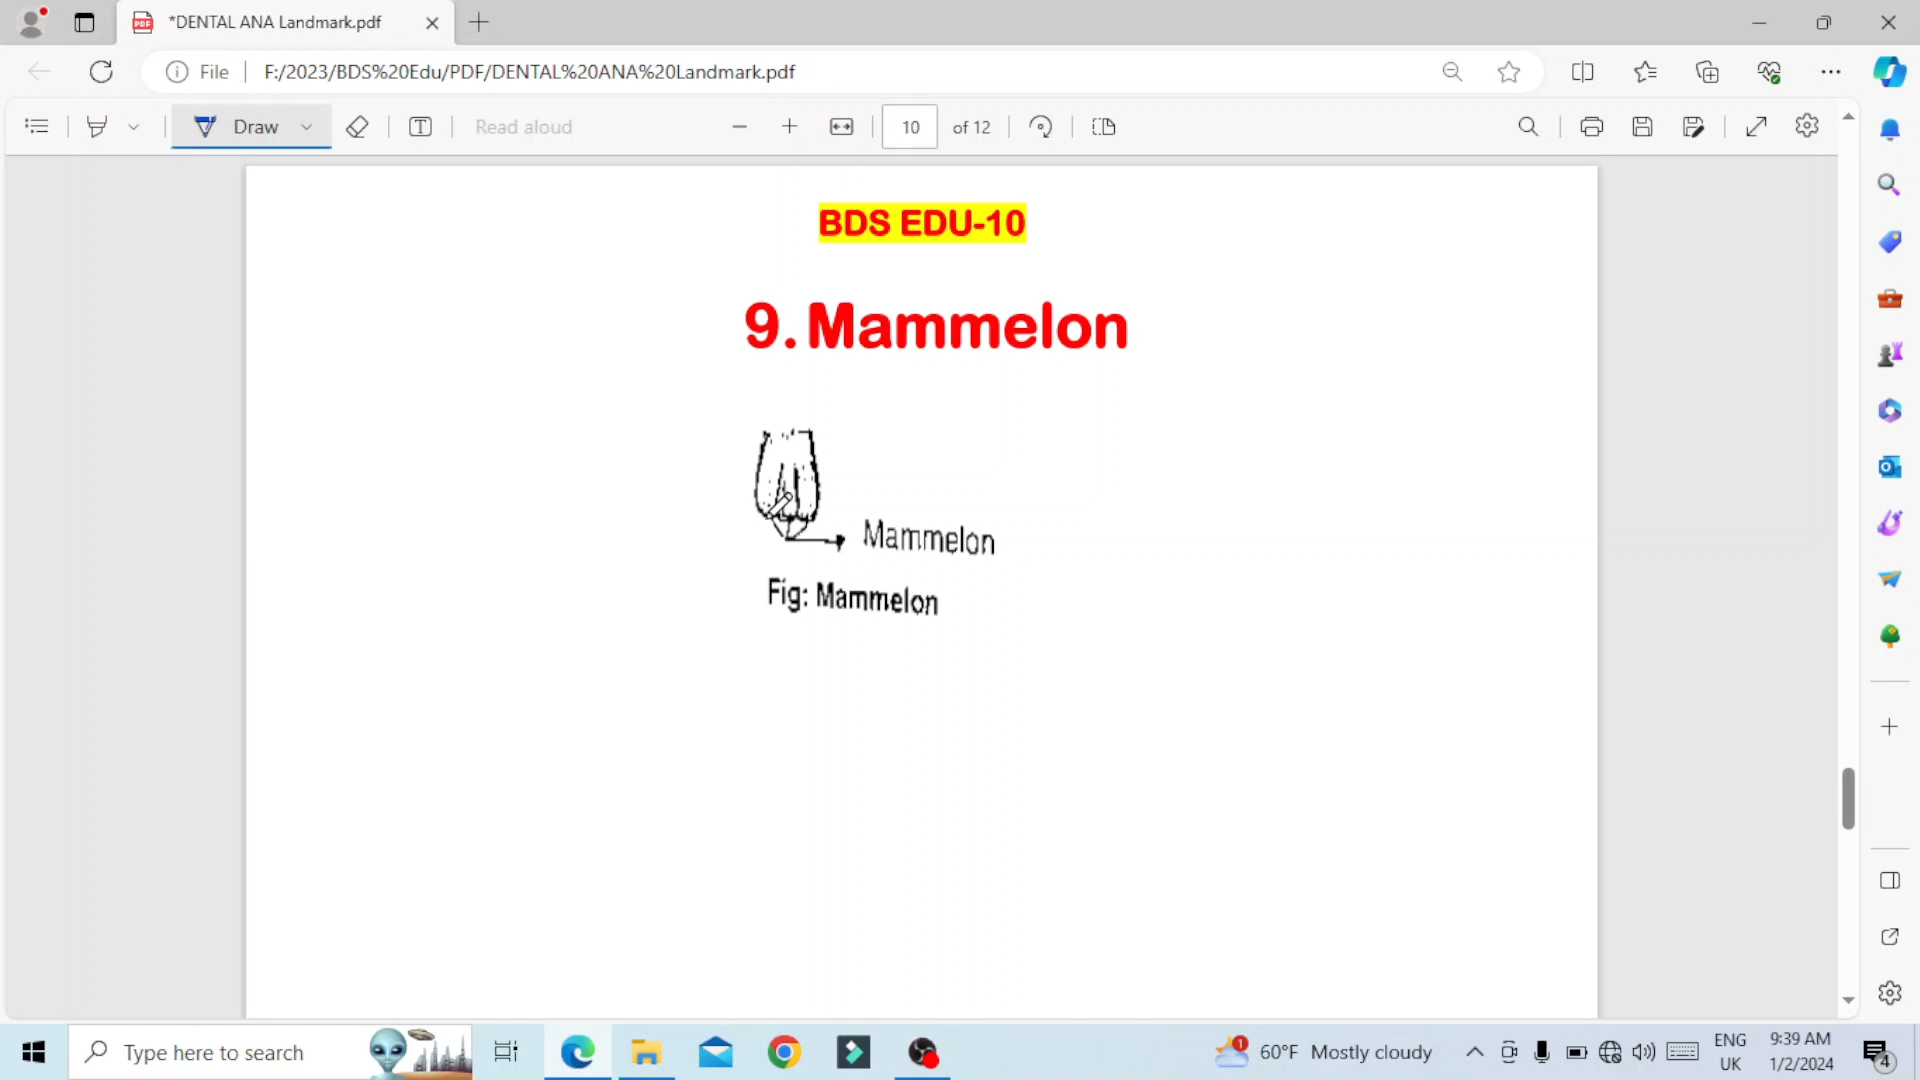 *DENTAL ANA Landmark.pdf
File
F:/2023/BDS%20Edu/PDF/DENTAL%20ANA%20Landmark.pdf
Draw
Read aloud
10
of 12
BDS EDU-10
9. Mammelon
Mammelon
Fig: Mammelon
Type here to search
1
60°F Mostly cloudy
ENG
UK
9:39 AM
1/2/2024
4